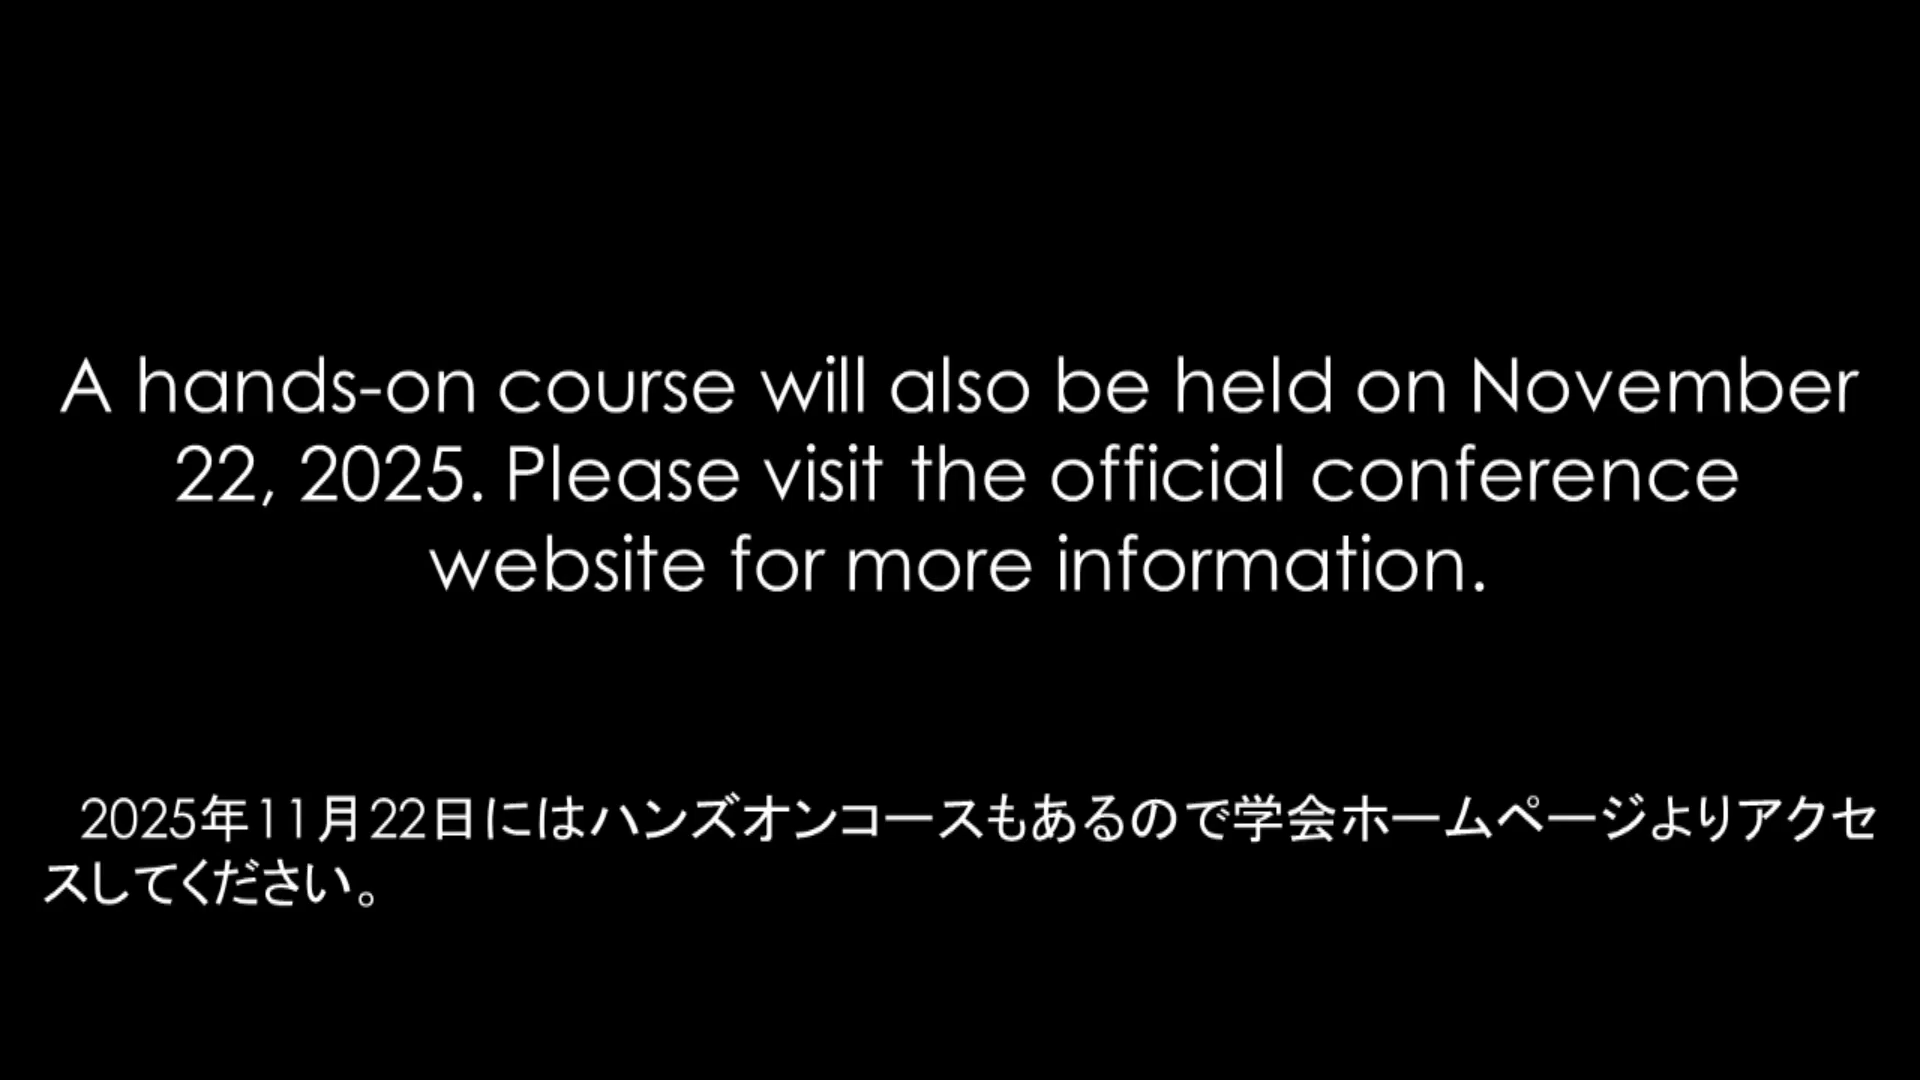 A hands-on course will also be held on November
22, 2025. Please visit the official conference
website for more information.
2025年11月22日にはハンズオンコースもあるので学会ホームページよりアクセ
スしてください。